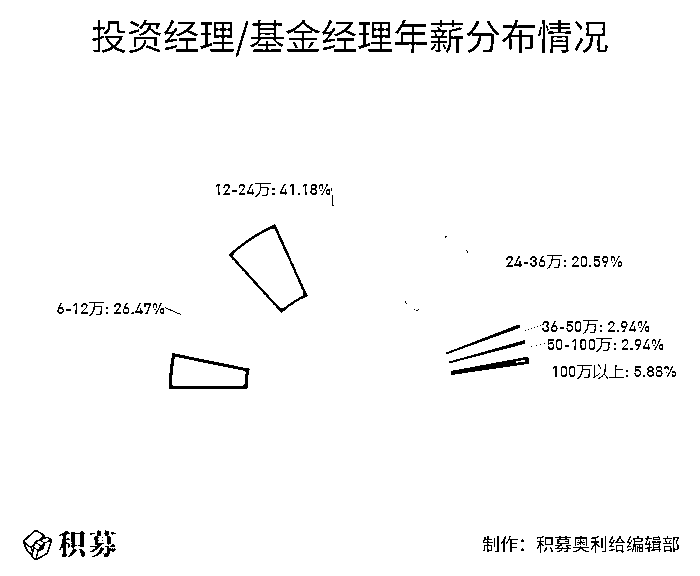 投资经理/基金经理年薪分布情况
12-24万: 41.18%
24-36万: 20.59%
6-12万: 26.47%
36-50万: 2.94%
50-100万: 2.94%
100万以上: 5.88%
积募
制作：积募奥利给编辑部